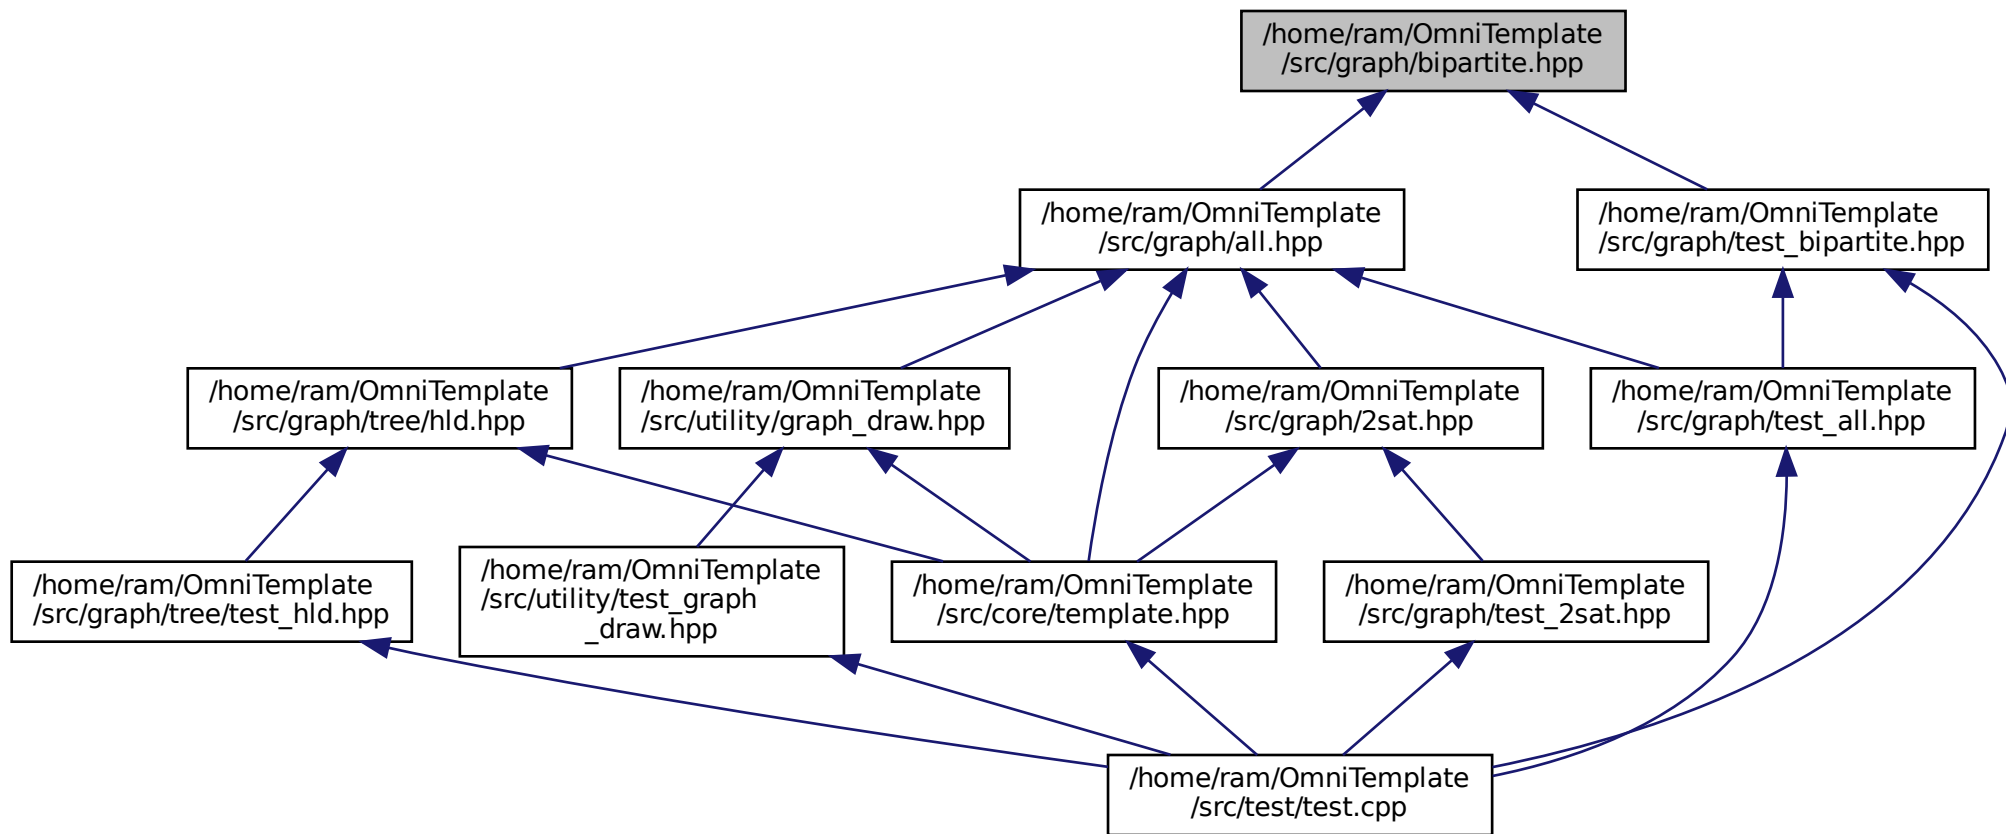 /home/ram/OmniTemplate
/src/graph/bipartite.hpp
/home/ram/OmniTemplate
/src/graph/all.hpp
/home/ram/OmniTemplate
/src/graph/test_bipartite.hpp
/home/ram/OmniTemplate
/src/graph/tree/hld.hpp
/home/ram/OmniTemplate
/src/utility/graph_draw.hpp
/home/ram/OmniTemplate
/src/graph/2sat.hpp
/home/ram/OmniTemplate
/src/graph/test_all.hpp
/home/ram/OmniTemplate
/src/graph/tree/test_hld.hpp
/home/ram/OmniTemplate
/src/utility/test_graph
_draw.hpp
/home/ram/OmniTemplate
/src/core/template.hpp
/home/ram/OmniTemplate
/src/graph/test_2sat.hpp
/home/ram/OmniTemplate
/src/test/test.cpp